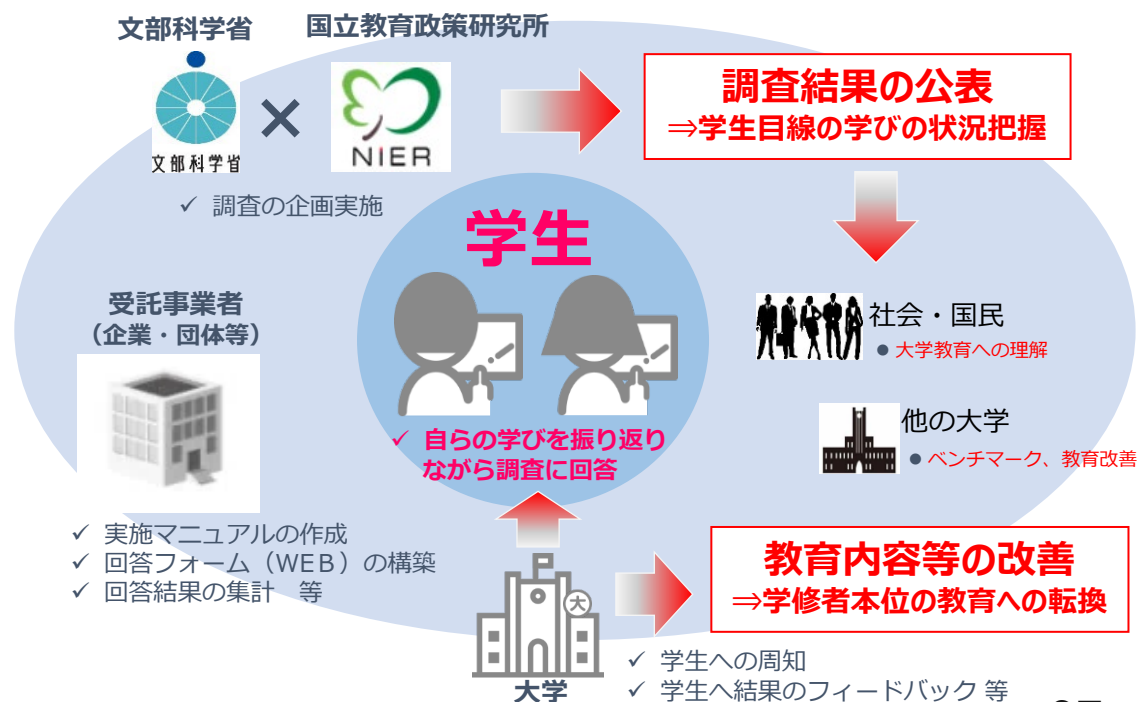 文部科学省
国立教育政策研究所
×
文部科学省
NIER
✓ 調査の企画実施
調査結果の公表
⇒学生目線の学びの状況把握
学生
✓ 自らの学びを振り返り
ながら調査に回答
受託事業者
（企業・団体等）
✓ 実施マニュアルの作成
✓ 回答フォーム（WEB）の構築
✓ 回答結果の集計 等
社会・国民
● 大学教育への理解
他の大学
● ベンチマーク、教育改善
教育内容等の改善
⇒学修者本位の教育への転換
大
大学
✓ 学生への周知
✓ 学生へ結果のフィードバック 等